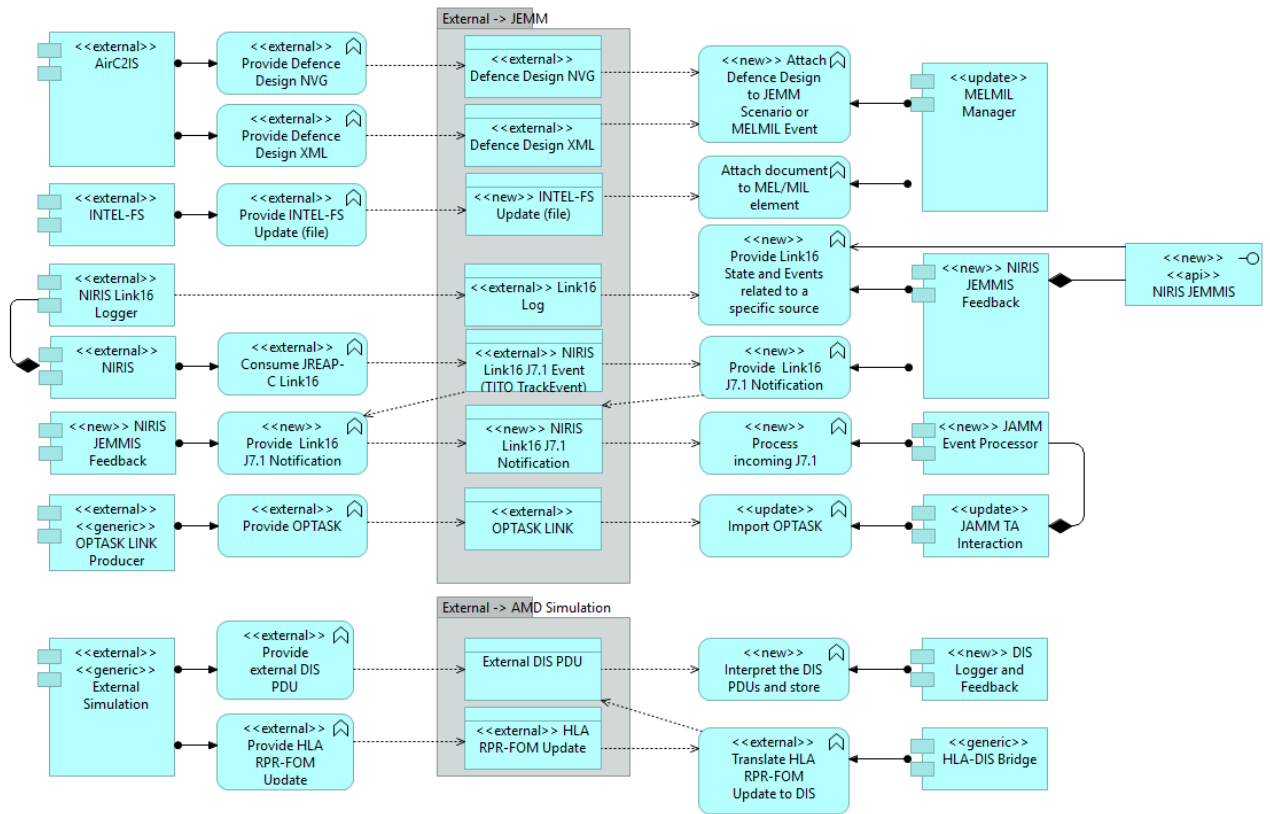 External -> JEMM
<<external>>
AirC2IS
<<external>>
Provide Defence
Design NVG
<<external>>
Defence Design NVG
<<new>> Attach
Defence Design
to JEMM
Scenario or
MELMIL Event
<<update>>
MELMIL
Manager
<<external>>
Provide Defence
Design XML
<<external>>
Defence Design XML
<<external>>
INTEL-FS
<<external>>
Provide INTEL-FS
Update (file)
<<new>> INTEL-FS
Update (file)
Attach document
to MEL/MIL
element
<<external>>
NIRIS Link16
Logger
<<external>> Link16
Log
<<new>>
Provide Link16
State and Events
related to a
specific source
<<new>> NIRIS
JEMMIS
Feedback
<<new>>
<<api>>
NIRIS JEMMIS
<<external>>
NIRIS
<<external>>
Consume JREAP-
C Link16
<<external>> NIRIS
Link16 J7.1 Event
(TITO TrackEvent)
<<new>>
Provide Link16
J7.1 Notification
<<new>> NIRIS
JEMMIS
Feedback
<<new>>
Provide Link16
J7.1 Notification
<<new>> NIRIS
Link16 J7.1
Notification
<<new>>
Process
incoming J7.1
<<new>> JAMM
Event Processor
<<external>>
<<generic>>
OPTASK LINK
Producer
<<external>>
Provide OPTASK
<<external>>
OPTASK LINK
<<update>>
Import OPTASK
<<update>>
JAMM TA
Interaction
External -> AMD Simulation
<<external>>
<<generic>>
External
Simulation
<<external>>
Provide
external DIS
PDU
External DIS PDU
<<new>>
Interpret the DIS
PDUs and store
<<new>> DIS
Logger and
Feedback
<<external>>
Provide HLA
RPR-FOM
Update
<<external>> HLA
RPR-FOM Update
<<external>>
Translate HLA
RPR-FOM
Update to DIS
<<generic>>
HLA-DIS Bridge